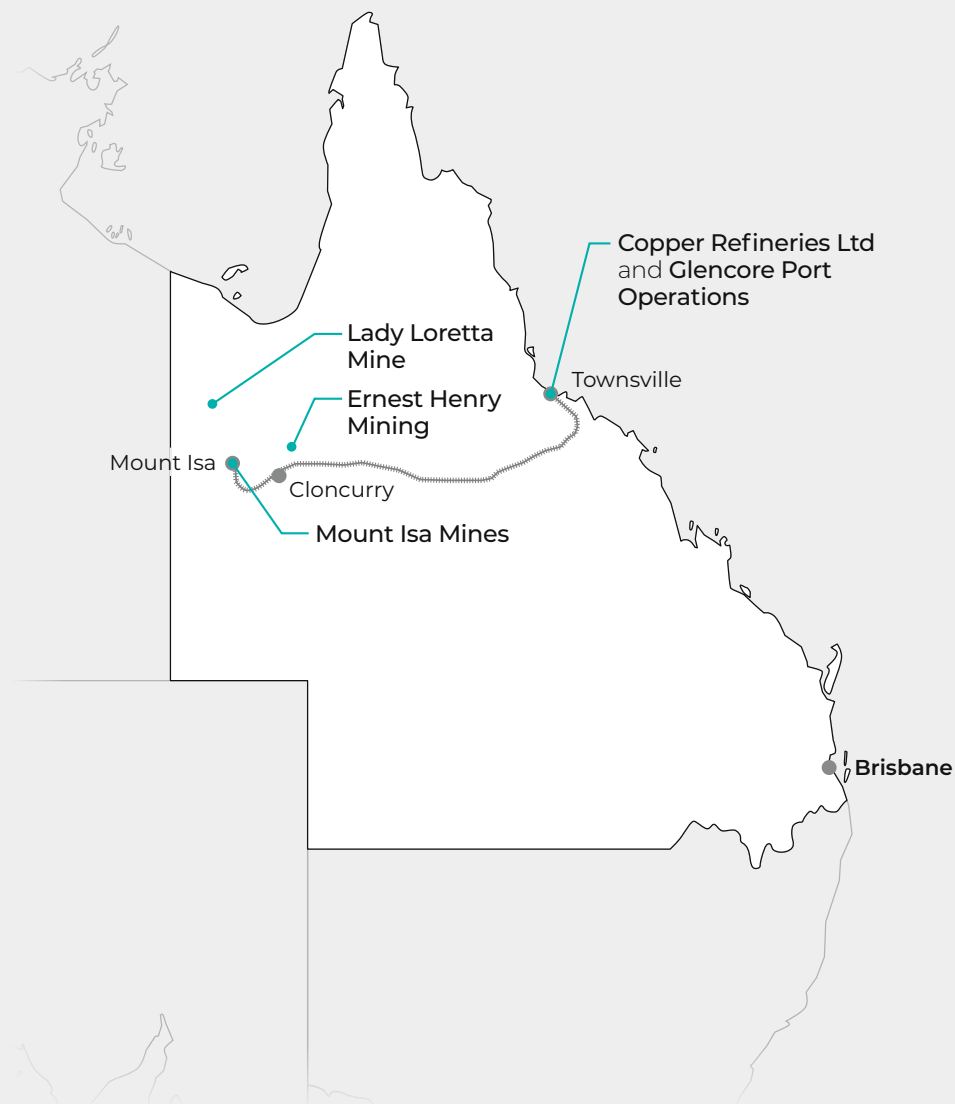 Copper Refineries Ltd
and Glencore Port
Operations
Lady Loretta
Mine
Townsville
Ernest Henry
Mining
Mount Isa
Cloncurry
Mount Isa Mines
Brisbane